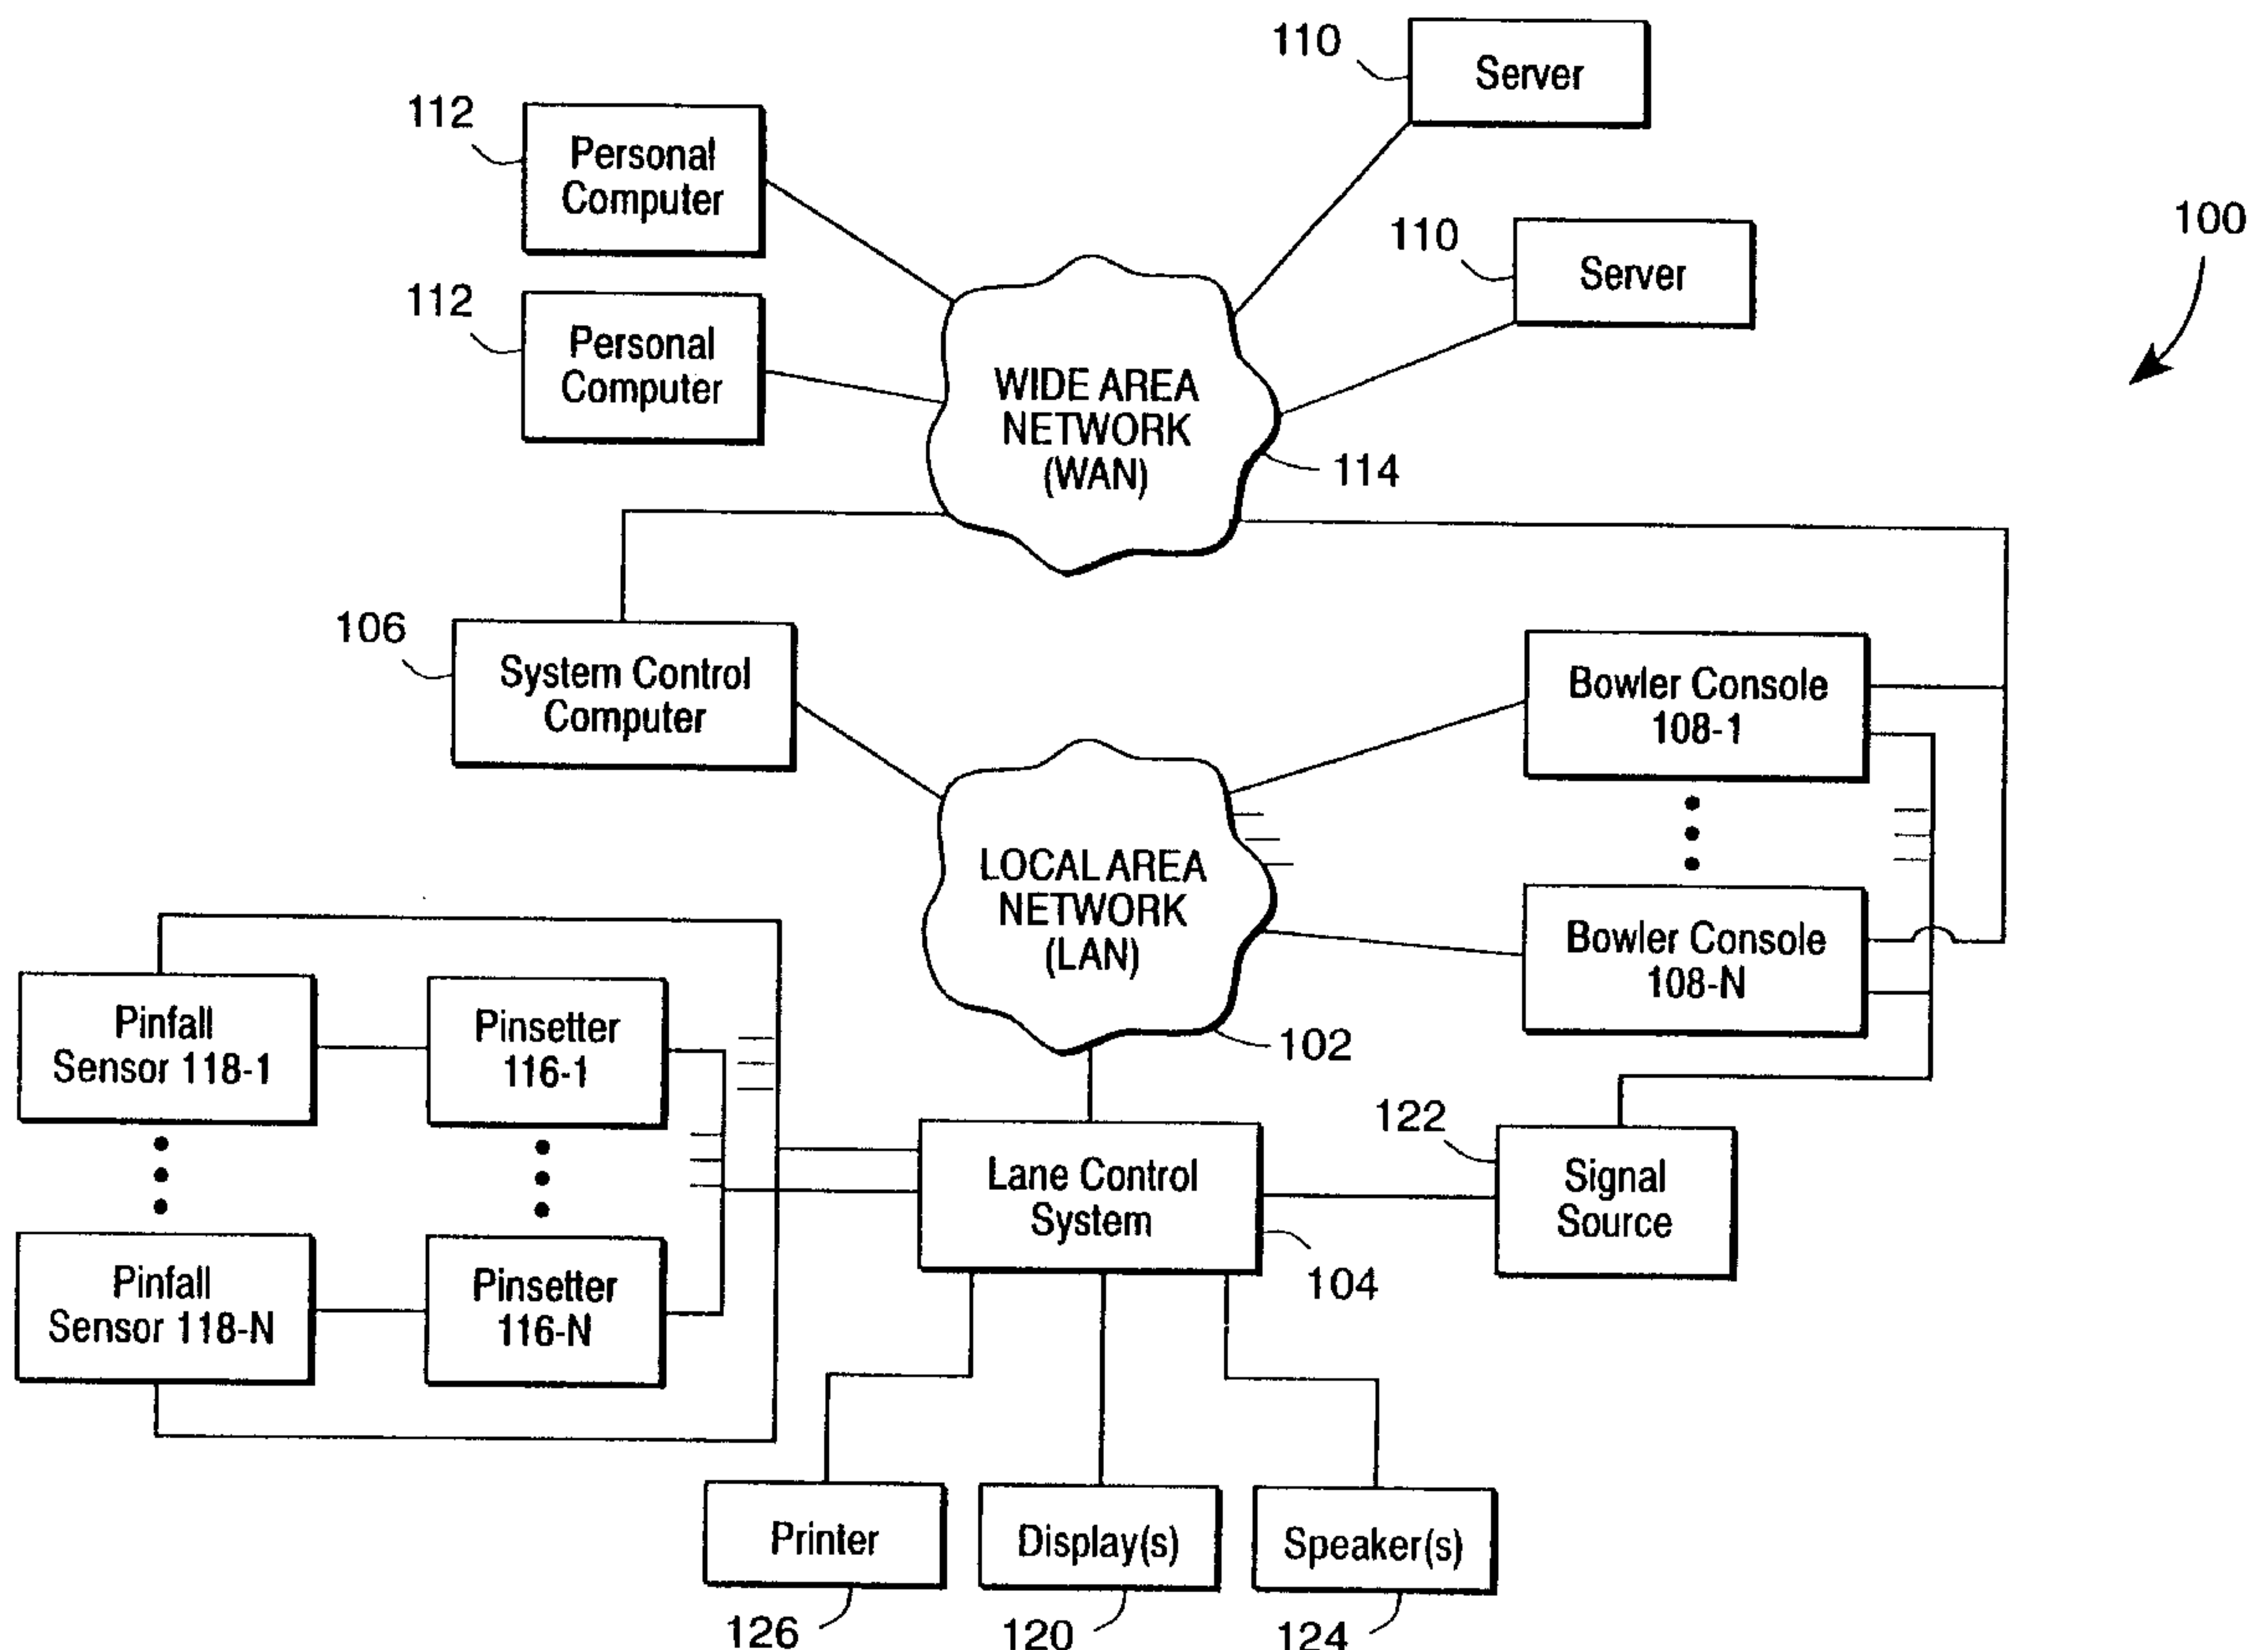 110
Server
112
Personal
Computer
100
110
Server
112
Personal
Computer
WIDE AREA
NETWORK
(WAN)
114
106
System Control
Computer
Bowler Console
108-1
LOCAL AREA
NETWORK
(LAN)
102
Bowler Console
108-N
Pinfall
Sensor 118-1
Pinsetter
116-1
122
Lane Control
System
104
Signal
Source
Pinfall
Sensor 118-N
Pinsetter
116-N
Printer
126
Display(s)
120
Speaker(s)
124